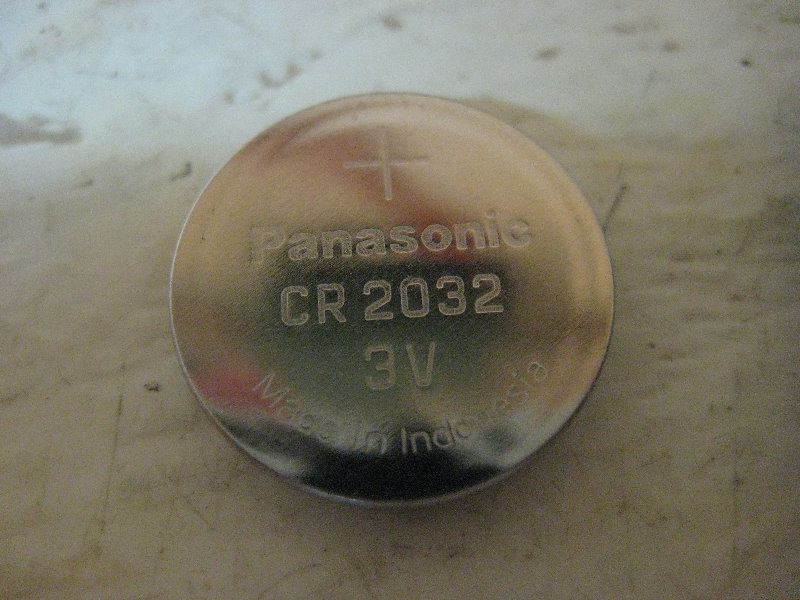 +
Panasonic
CR 2032
3V
Made in Indonesia